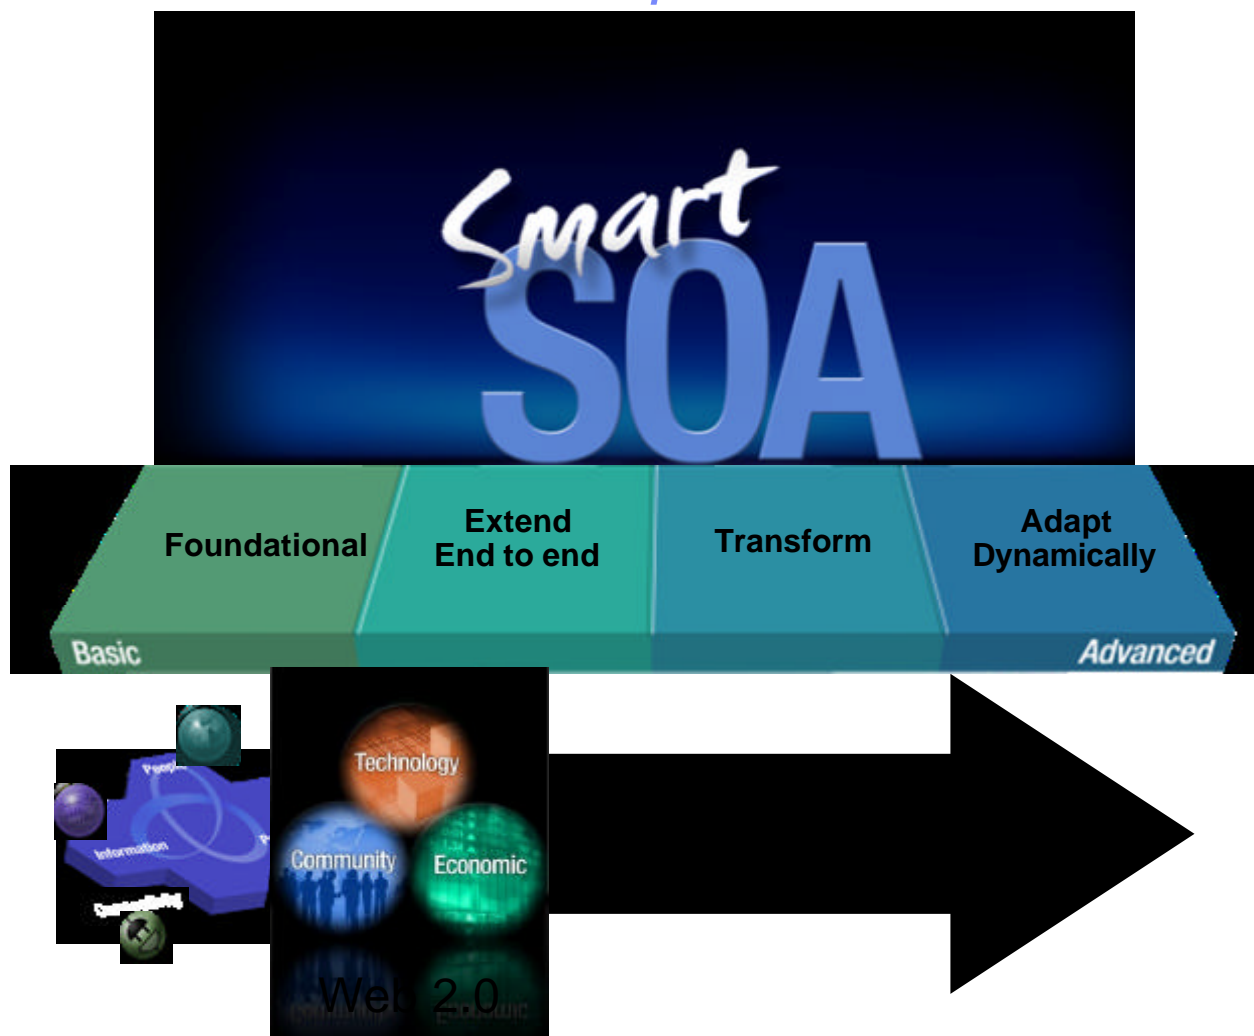 Smart
SOA
Foundational
Extend
End to end
Transform
Adapt
Dynamically
Basic
Advanced
People
Information
Technology
Community
Economic
Web 2.0